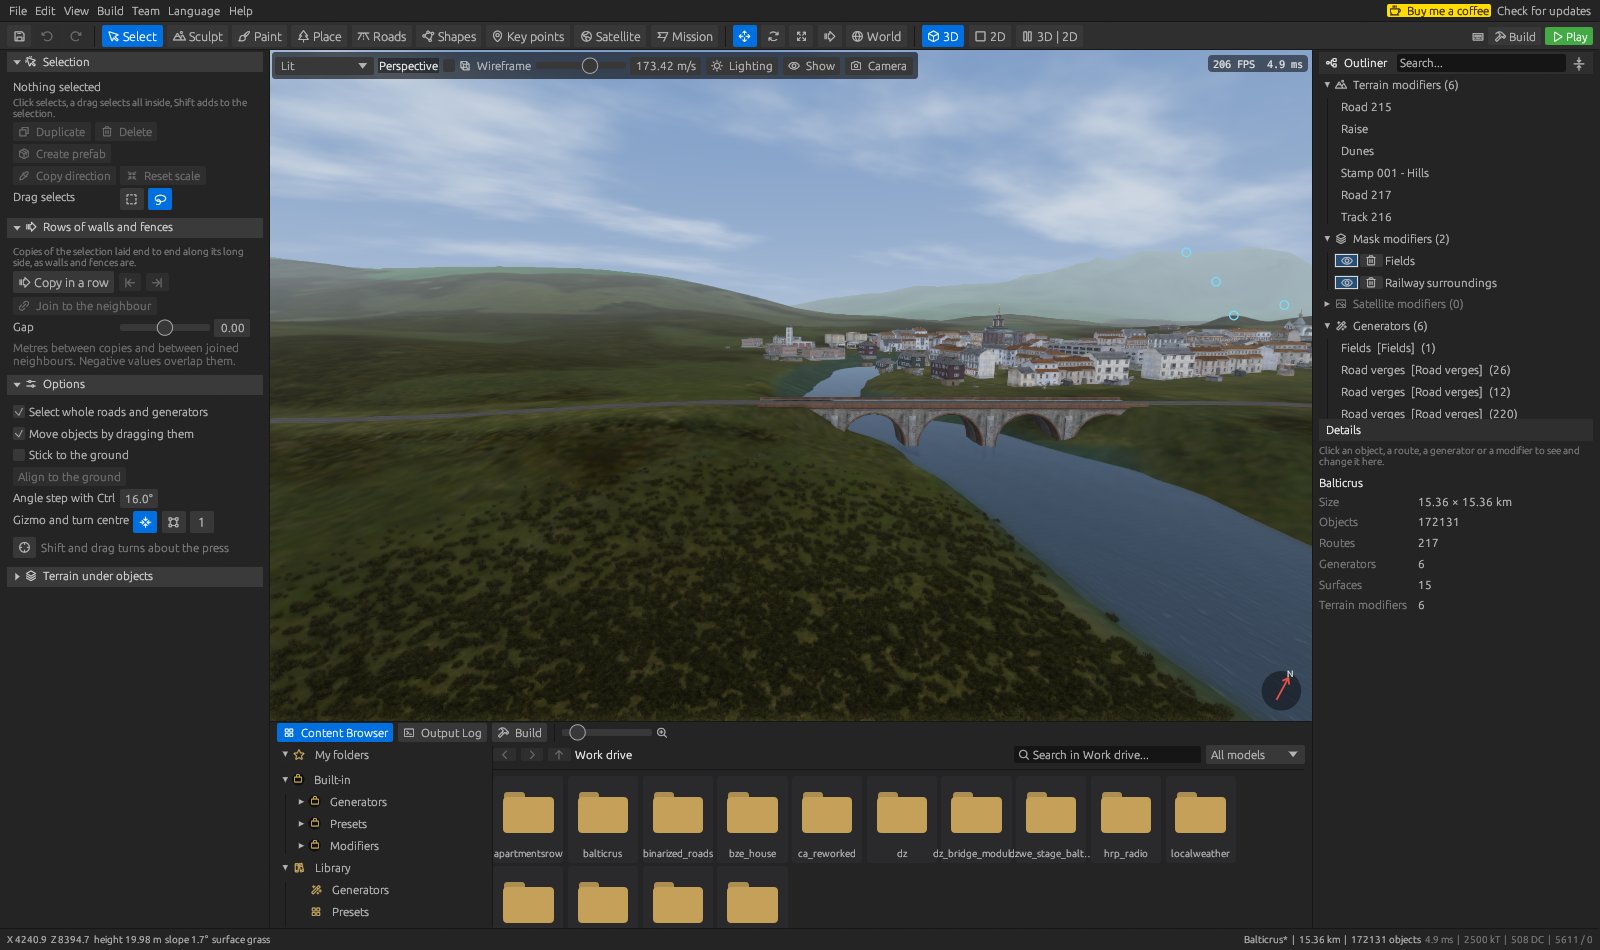 File Edit View Build Team Language Help
Buy me a coffee Check for updates
Select Sculpt Paint Place Roads Shapes Key points Satellite Mission World 3D 2D 3D | 2D Build Play
Selection
Nothing selected
Click selects, a drag selects all inside, Shift adds to the
selection.
Duplicate Delete
Create prefab
Copy direction Reset scale
Drag selects
Rows of walls and fences
Copies of the selection laid end to end along its long
side, as walls and fences are.
Copy in a row
Join to the neighbour
Gap 0.00
Metres between copies and between joined
neighbours. Negative values overlap them.
Options
Select whole roads and generators
Move objects by dragging them
Stick to the ground
Align to the ground
Angle step with Ctrl 16.0°
Gizmo and turn centre 1
Shift and drag turns about the press
Terrain under objects
Lit Perspective Wireframe 173.42 m/s Lighting Show Camera
206 FPS 4.9 ms
N
Outliner Search...
Terrain modifiers (6)
Road 215
Raise
Dunes
Stamp 001 - Hills
Road 217
Track 216
Mask modifiers (2)
Fields
Railway surroundings
Satellite modifiers (0)
Generators (6)
Fields [Fields] (1)
Road verges [Road verges] (26)
Road verges [Road verges] (12)
Road verges [Road verges] (220)
Details
Click an object, a route, a generator or a modifier to see and
change it here.
Balticrus
Size 15.36 × 15.36 km
Objects 172131
Routes 217
Generators 6
Surfaces 15
Terrain modifiers 6
Content Browser Output Log Build
My folders
Built-in
Generators
Presets
Modifiers
Library
Generators
Presets
Work drive
Search in Work drive...
All models
apartmentsrow balticrus binarized_roads bze_house ca_reworked dz dz_bridge_modul dzwe_stage_balt... hrp_radio localweather
X 4240.9 Z 8394.7 height 19.98 m slope 1.7° surface grass
Balticrus* | 15.36 km | 172131 objects 4.9 ms | 2500 kT | 508 DC | 5611 / 0